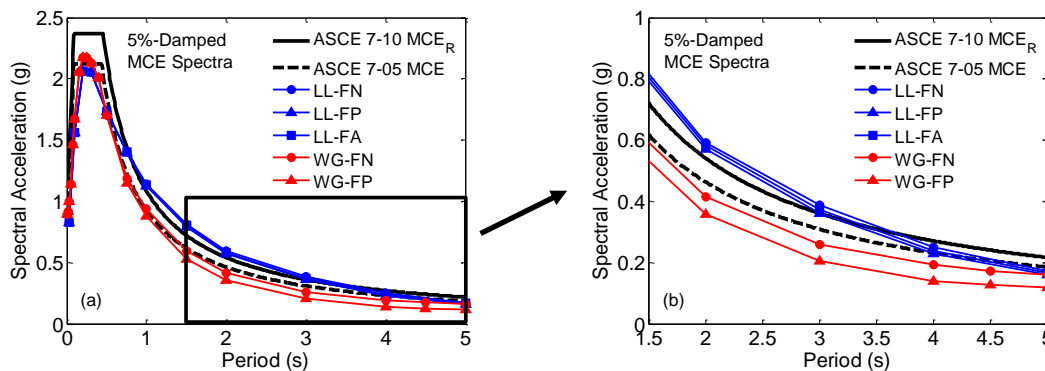 2.5
2
1.5
1
0.5
0
0 1 2 3 4 5
Spectral Acceleration (g)
Period (s)
5%-Damped
MCE Spectra
ASCE 7-10 MCE_R
ASCE 7-05 MCE
LL-FN
LL-FP
LL-FA
WG-FN
WG-FP
(a)
1
0.8
0.6
0.4
0.2
0
1.5 2 2.5 3 3.5 4 4.5 5
Spectral Acceleration (g)
Period (s)
5%-Damped
MCE Spectra
ASCE 7-10 MCE_R
ASCE 7-05 MCE
LL-FN
LL-FP
LL-FA
WG-FN
WG-FP
(b)